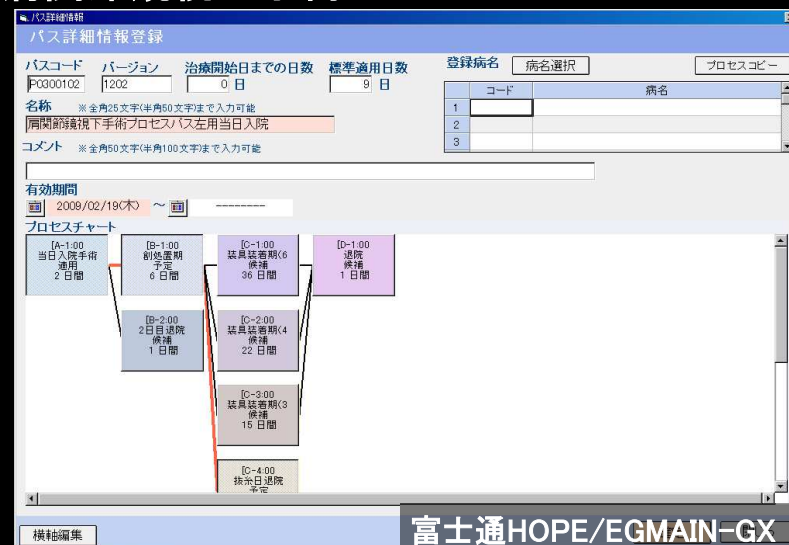 パス詳細情報
パス詳細情報登録
パスコード バージョン 治療開始日までの日数 標準適用日数
P0300102 1202 0 日 9 日
登録病名 病名選択 プロセスコピー
コード 病名
1
2
3
名称 ※全角25文字(半角50文字)まで入力可能
肩関節鏡視下手術プロセスパス左用当日入院
コメント ※全角50文字(半角100文字)まで入力可能
有効期間
2009/02/19(木) ～ --------
プロセスチャート
[A-1:00
当日入院手術
適用
2 日間
[B-1:00
創処置期
予定
6 日間
[C-1:00
装具装着期(6
候補
36 日間
[D-1:00
退院
候補
1 日間
[B-2:00
2日目退院
候補
1 日間
[C-2:00
装具装着期(4
候補
22 日間
[C-3:00
装具装着期(3
候補
15 日間
[C-4:00
抜糸日退院
予定
横軸編集
富士通HOPE/EGMAIN-GX